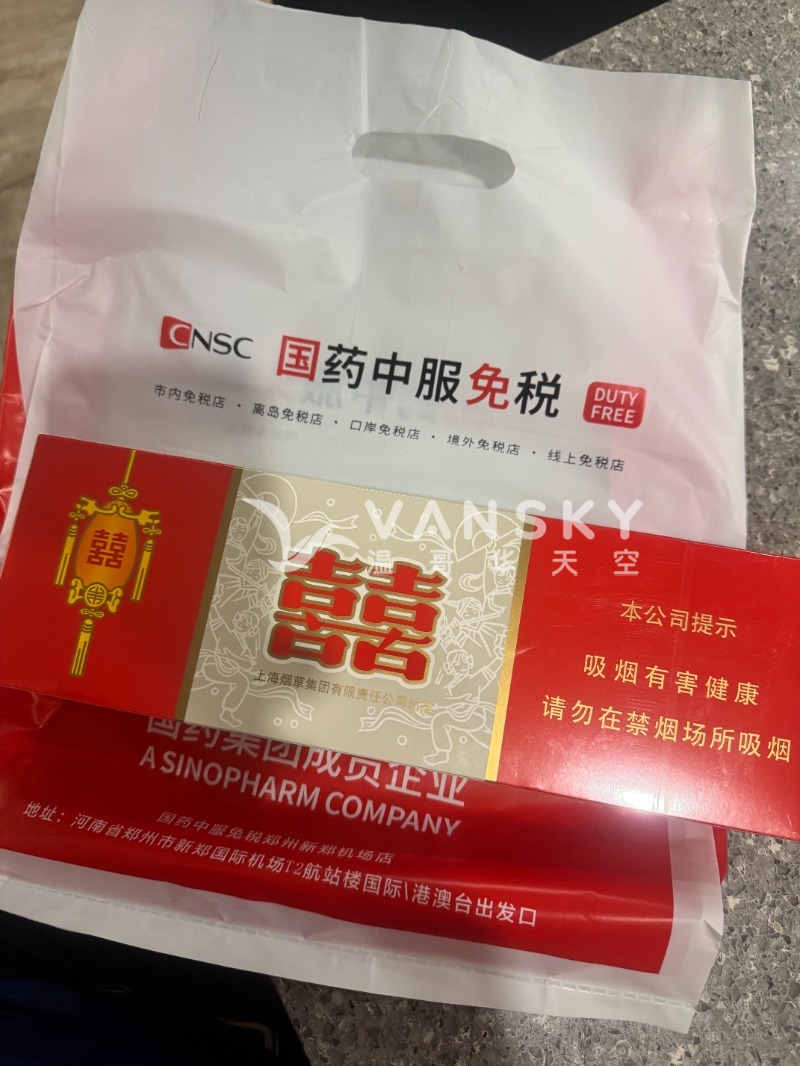 CNSC 国药中服免税 DUTY FREE
市内免税店 · 离岛免税店 · 口岸免税店 · 境外免税店 · 线上免税店
VANSKY
温哥华天空
囍
囍
上海烟草集团有限责任公司
本公司提示
吸烟有害健康
请勿在禁烟场所吸烟
国药集团成员企业
A SINOPHARM COMPANY
国药中服免税郑州新郑机场店
地址：河南省郑州市新郑国际机场T2航站楼国际\港澳台出发口